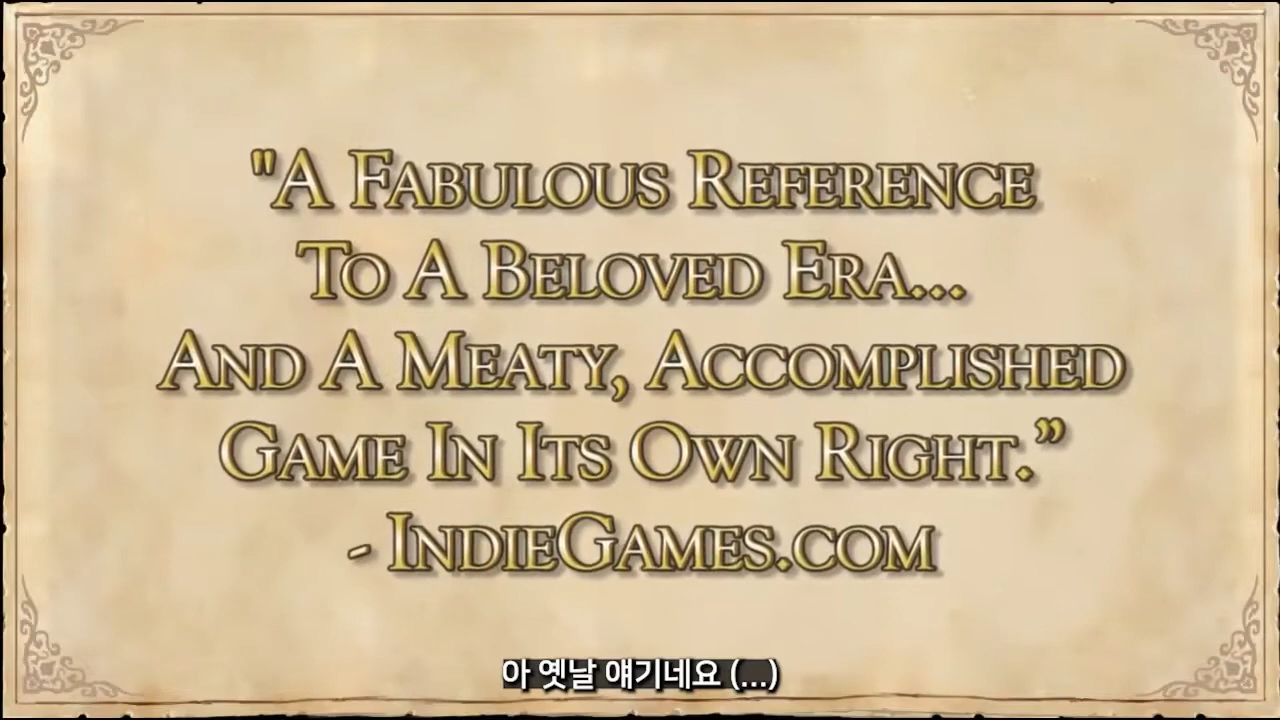 "A Fabulous Reference
To A Beloved Era...
And A Meaty, Accomplished
Game In Its Own Right.”
- IndieGames.com
아 옛날 얘기네요 (...)